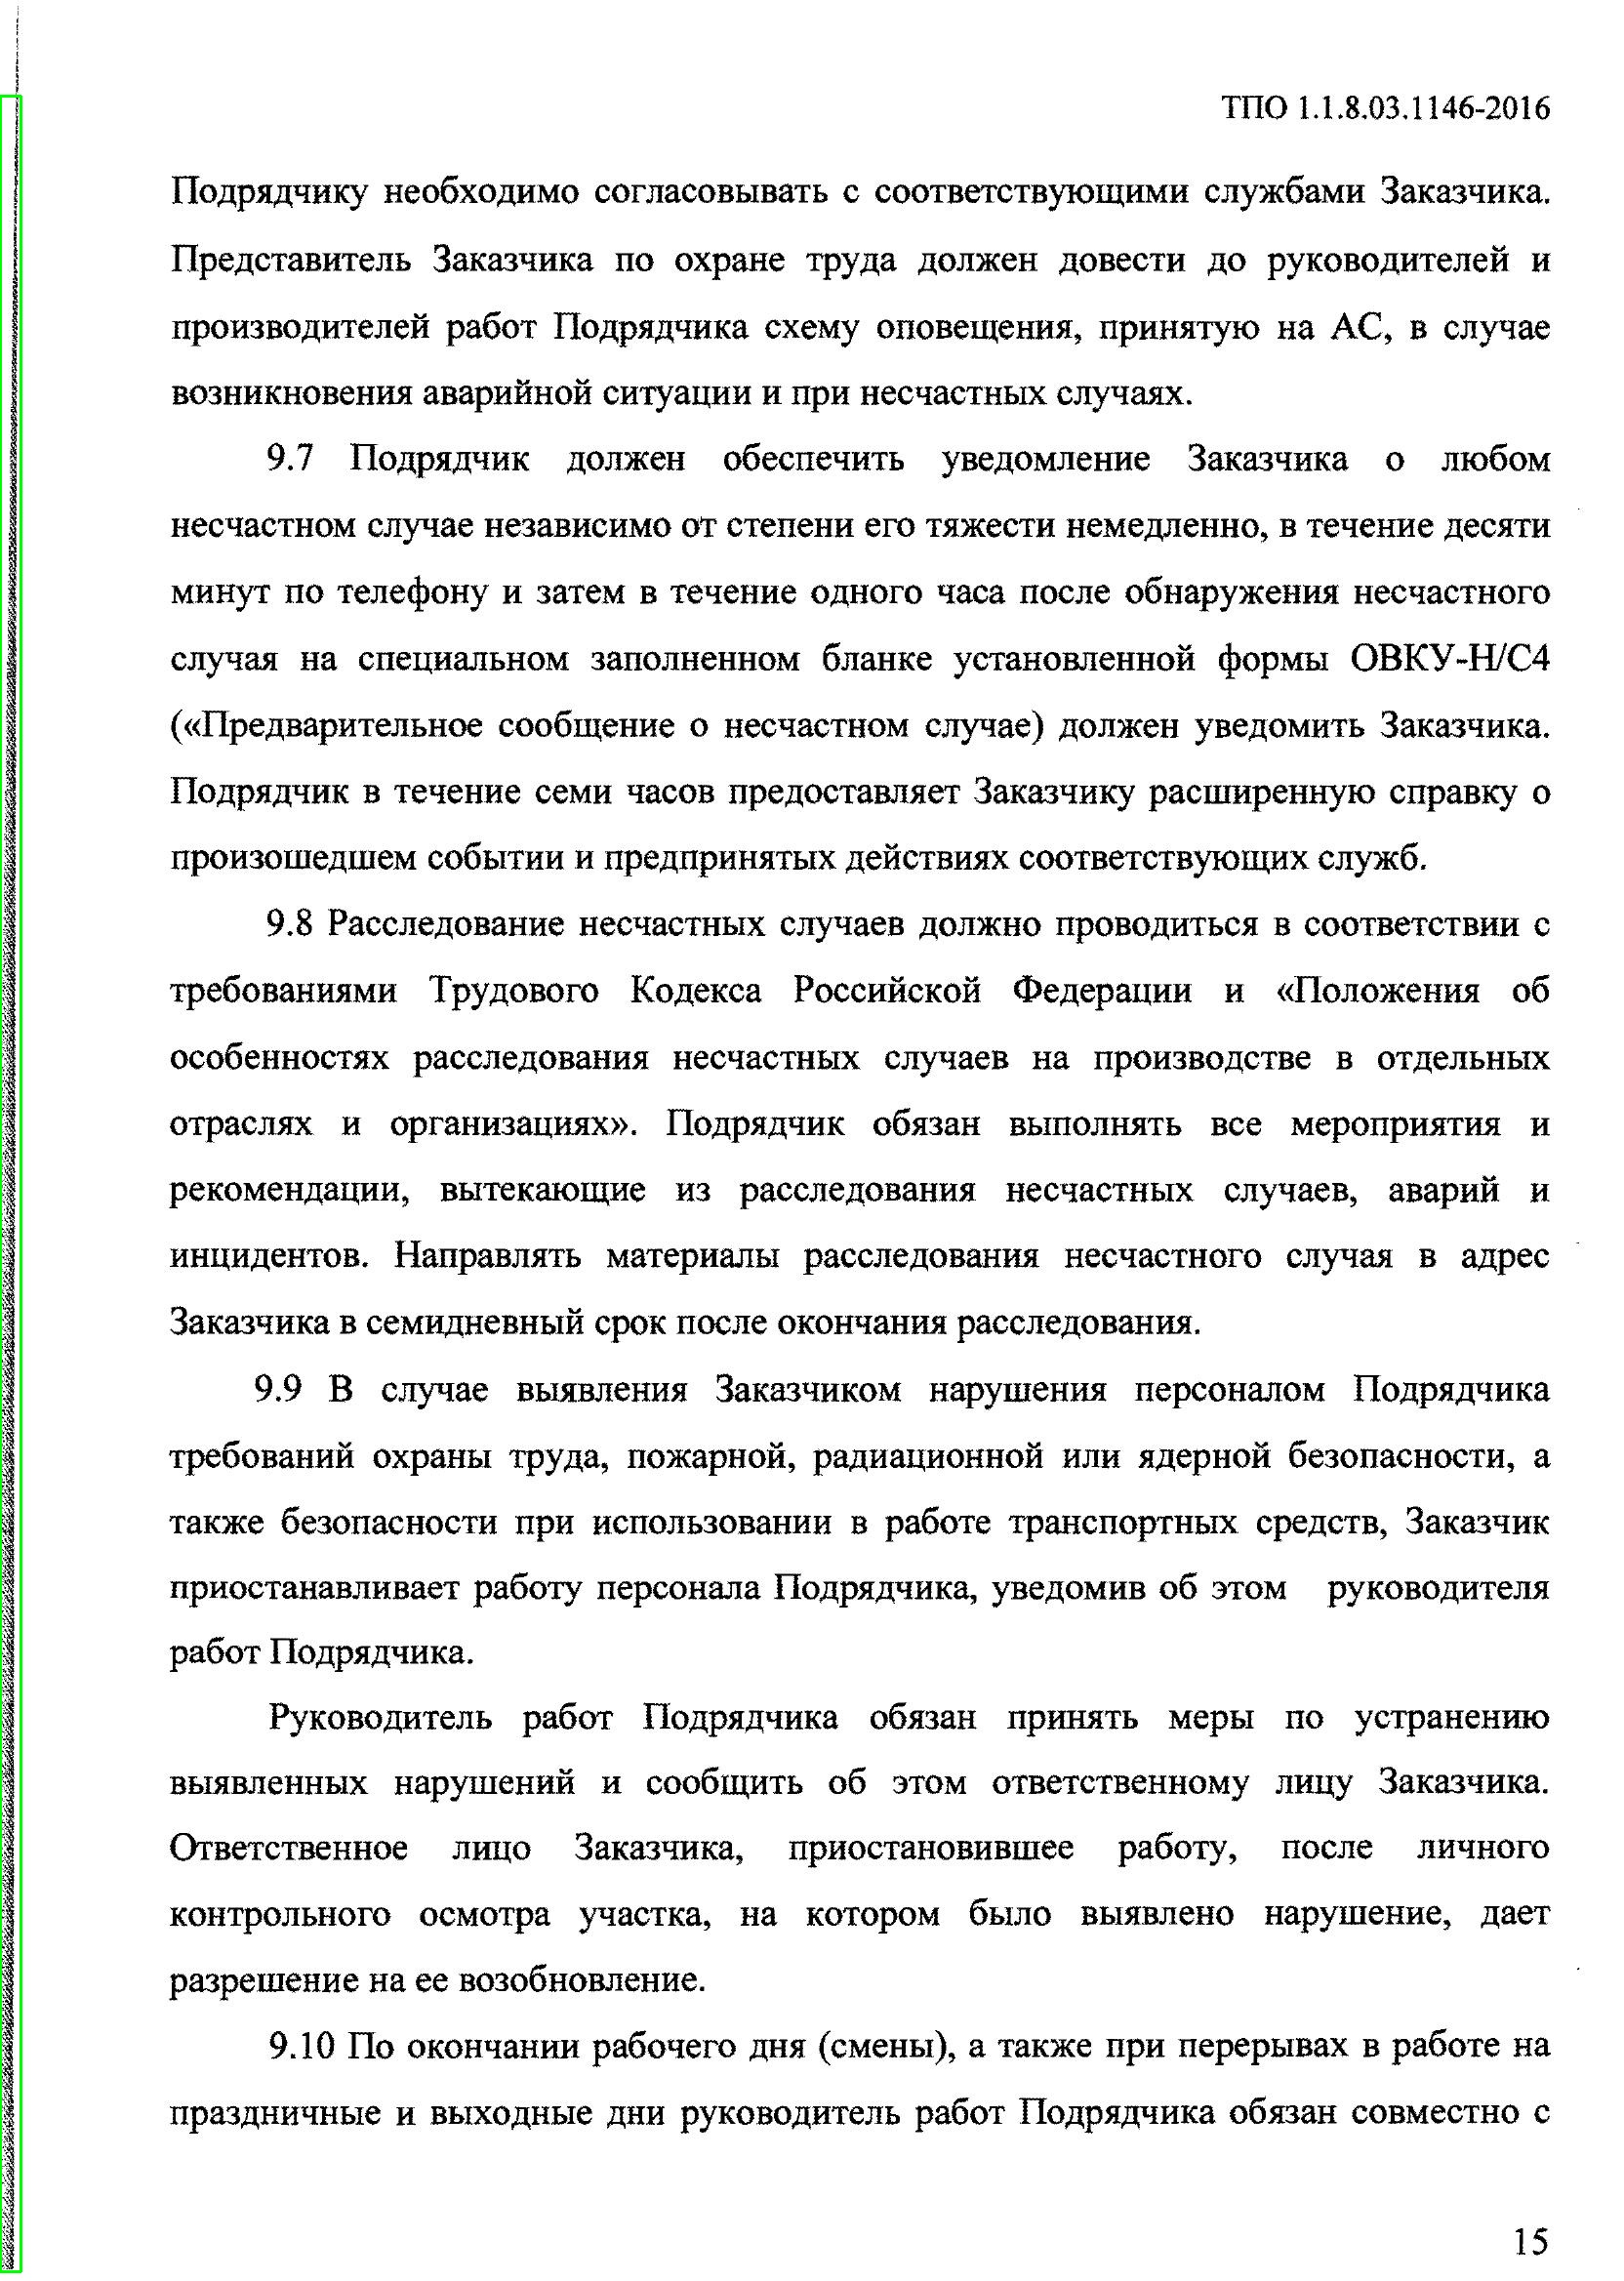 ТПО 1.1.8.03.1146-2016
Подрядчику необходимо согласовывать с соответствующими службами Заказчика.
Представитель Заказчика по охране труда должен довести до руководителей и
производителей работ Подрядчика схему оповещения, принятую на АС, в случае
возникновения аварийной ситуации и при несчастных случаях.
9.7 Подрядчик должен обеспечить уведомление Заказчика о любом
несчастном случае независимо от степени его тяжести немедленно, в течение десяти
минут по телефону и затем в течение одного часа после обнаружения несчастного
случая на специальном заполненном бланке установленной формы ОВКУ-Н/С4
(«Предварительное сообщение о несчастном случае) должен уведомить Заказчика.
Подрядчик в течение семи часов предоставляет Заказчику расширенную справку о
произошедшем событии и предпринятых действиях соответствующих служб.
9.8 Расследование несчастных случаев должно проводиться в соответствии с
требованиями Трудового Кодекса Российской Федерации и «Положения об
особенностях расследования несчастных случаев на производстве в отдельных
отраслях и организациях». Подрядчик обязан выполнять все мероприятия и
рекомендации, вытекающие из расследования несчастных случаев, аварий и
инцидентов. Направлять материалы расследования несчастного случая в адрес
Заказчика в семидневный срок после окончания расследования.
9.9 В случае выявления Заказчиком нарушения персоналом Подрядчика
требований охраны труда, пожарной, радиационной или ядерной безопасности, а
также безопасности при использовании в работе транспортных средств, Заказчик
приостанавливает работу персонала Подрядчика, уведомив об этом руководителя
работ Подрядчика.
Руководитель работ Подрядчика обязан принять меры по устранению
выявленных нарушений и сообщить об этом ответственному лицу Заказчика.
Ответственное лицо Заказчика, приостановившее работу, после личного
контрольного осмотра участка, на котором было выявлено нарушение, дает
разрешение на ее возобновление.
9.10 По окончании рабочего дня (смены), а также при перерывах в работе на
праздничные и выходные дни руководитель работ Подрядчика обязан совместно с
15